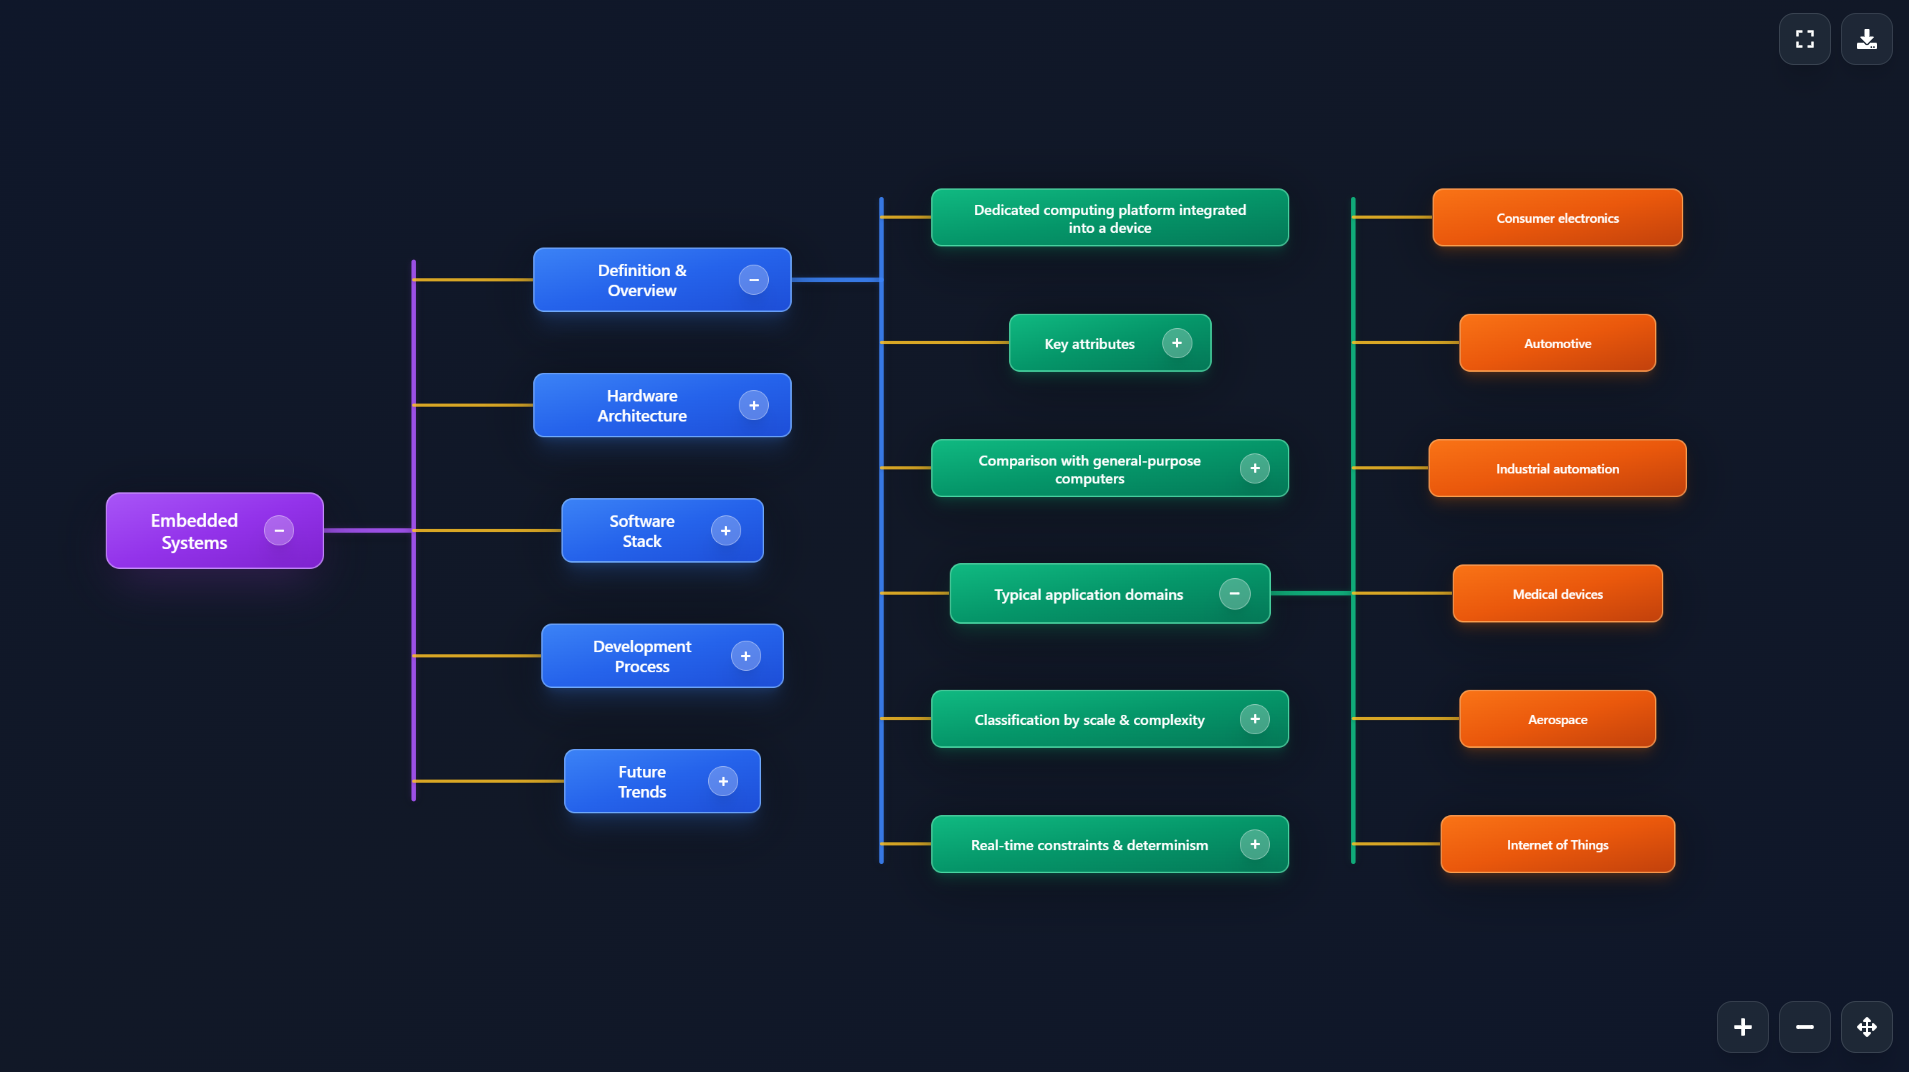 Embedded
Systems
Definition &
Overview
Hardware
Architecture
Software
Stack
Development
Process
Future
Trends
Dedicated computing platform integrated
into a device
Key attributes
Comparison with general-purpose
computers
Typical application domains
Classification by scale & complexity
Real-time constraints & determinism
Consumer electronics
Automotive
Industrial automation
Medical devices
Aerospace
Internet of Things